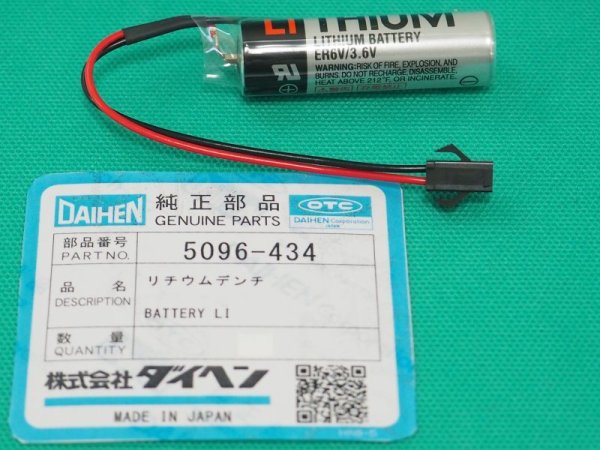 LITHIUM
LITHIUM BATTERY
ER6V/3.6V
WARNING:RISK OF FIRE, EXPLOSION, AND
BURNS. DO NOT RECHARGE, DISASSEMBLE,
HEAT ABOVE 212°F, OR INCINERATE.
DAIHEN
純正部品
GENUINE PARTS
OTC
DAIHEN Corporation
Japan
部品番号
PART NO.
5096-434
品名
DESCRIPTION
リチウムデンチ
BATTERY LI
数量
QUANTITY
株式会社 ダイヘン
MADE IN JAPAN